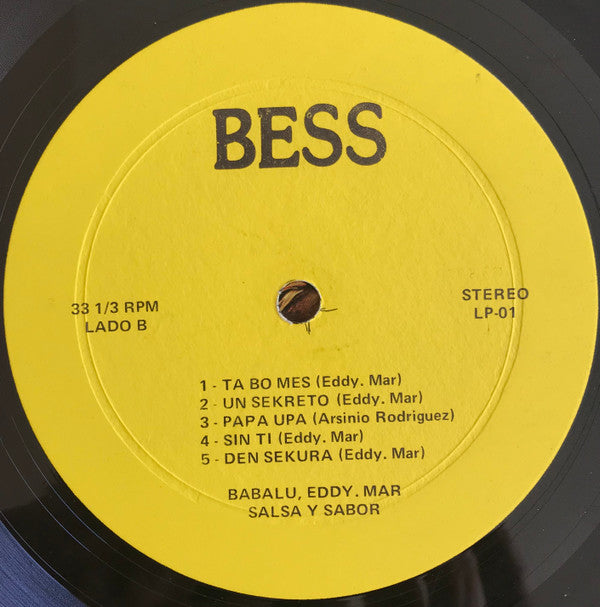 BESS
33 1/3 RPM
LADO B
STEREO
LP-01
1 - TA BO MES (Eddy. Mar)
2 - UN SEKRETO (Eddy. Mar)
3 - PAPA UPA (Arsinio Rodriguez)
4 - SIN TI (Eddy. Mar)
5 - DEN SEKURA (Eddy. Mar)
BABALU, EDDY. MAR
SALSA Y SABOR